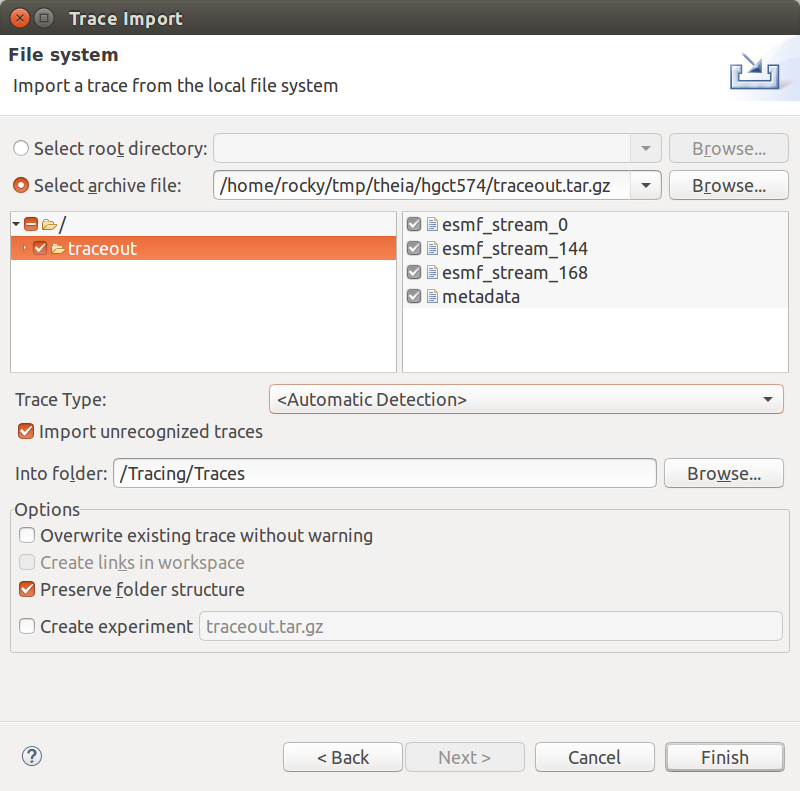 Trace Import
File system
Import a trace from the local file system
Select root directory: Browse...
Select archive file: /home/rocky/tmp/theia/hgct574/traceout.tar.gz Browse...
/
traceout
esmf_stream_0
esmf_stream_144
esmf_stream_168
metadata
Trace Type: <Automatic Detection>
Import unrecognized traces
Into folder: /Tracing/Traces Browse...
Options
Overwrite existing trace without warning
Create links in workspace
Preserve folder structure
Create experiment traceout.tar.gz
? < Back Next > Cancel Finish